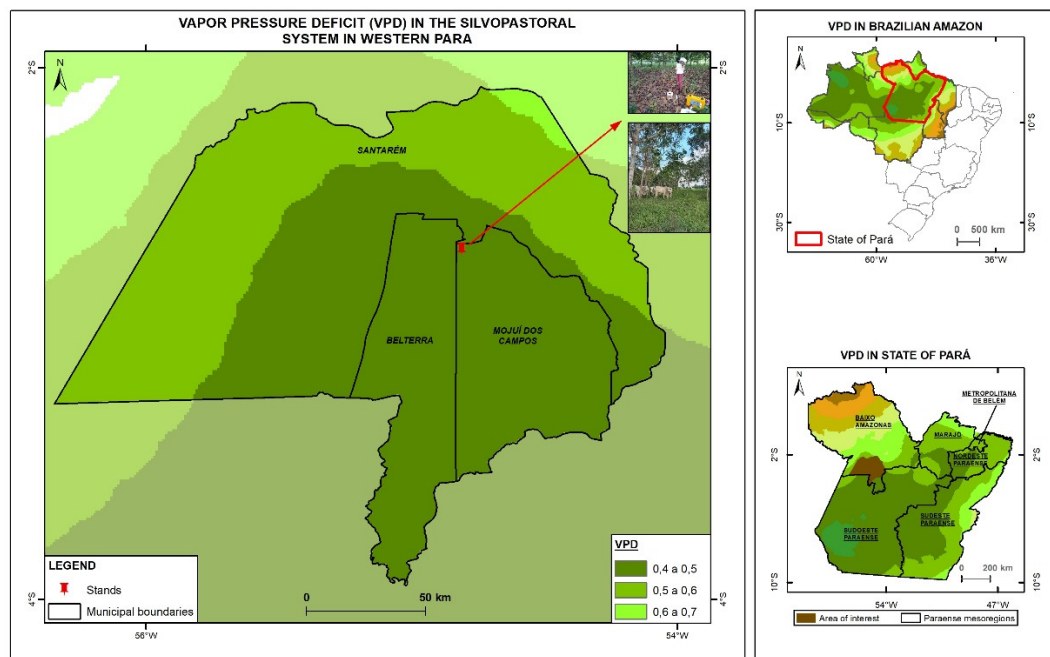 VAPOR PRESSURE DEFICIT (VPD) IN THE SILVOPASTORAL
SYSTEM IN WESTERN PARA
2°S
2°S
N
SANTARÉM
BELTERRA
MOJUÍ DOS
CAMPOS
LEGEND
Stands
Municipal boundaries
0
50 km
VPD
0,4 a 0,5
0,5 a 0,6
0,6 a 0,7
4°S
4°S
56°W
54°W
VPD IN BRAZILIAN AMAZON
N
10°S
10°S
30°S
30°S
State of Pará
0 500 km
60°W
36°W
VPD IN STATE OF PARÁ
N
METROPOLITANA
DE BELÉM
BAIXO
AMAZONAS
MARAJO
NORDESTE
PARAENSE
2°S
2°S
SUDOESTE
PARAENSE
SUDESTE
PARAENSE
0 200 km
10°S
10°S
54°W
47°W
Area of interest
Paraense mesoregions